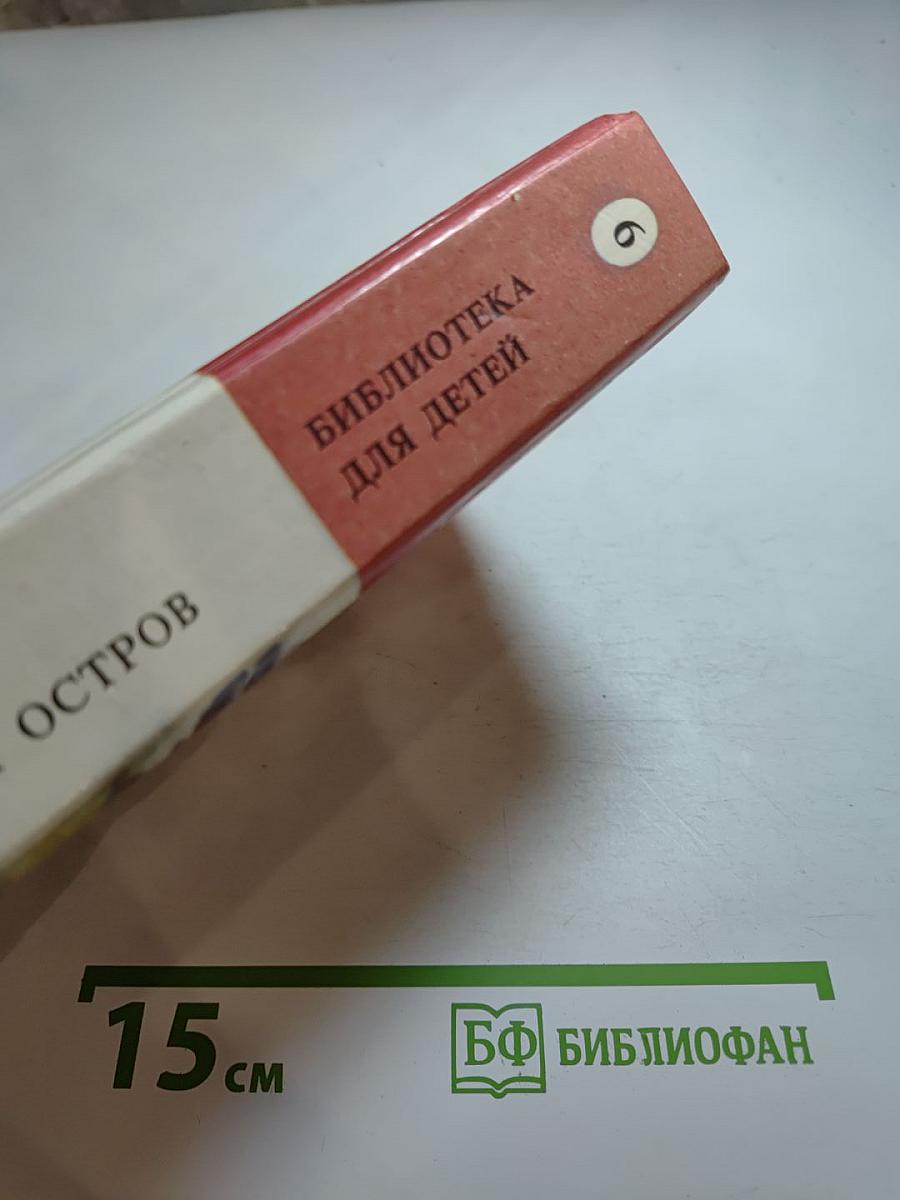 6
БИБЛИОТЕКА
ДЛЯ ДЕТЕЙ
ОСТРОВ
15 см
БФ БИБЛИОФАН